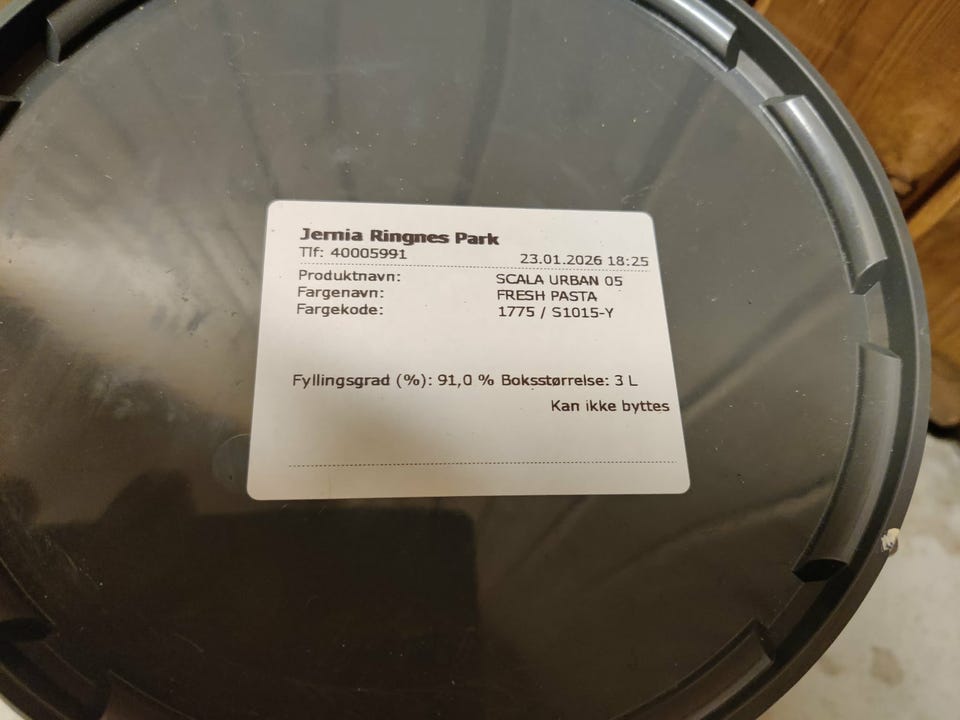 Jernia Ringnes Park
Tlf: 40005991 23.01.2026 18:25
Produktnavn: SCALA URBAN 05
Fargenavn: FRESH PASTA
Fargekode: 1775 / S1015-Y
Fyllingsgrad (%): 91,0 % Boksstørrelse: 3 L
Kan ikke byttes